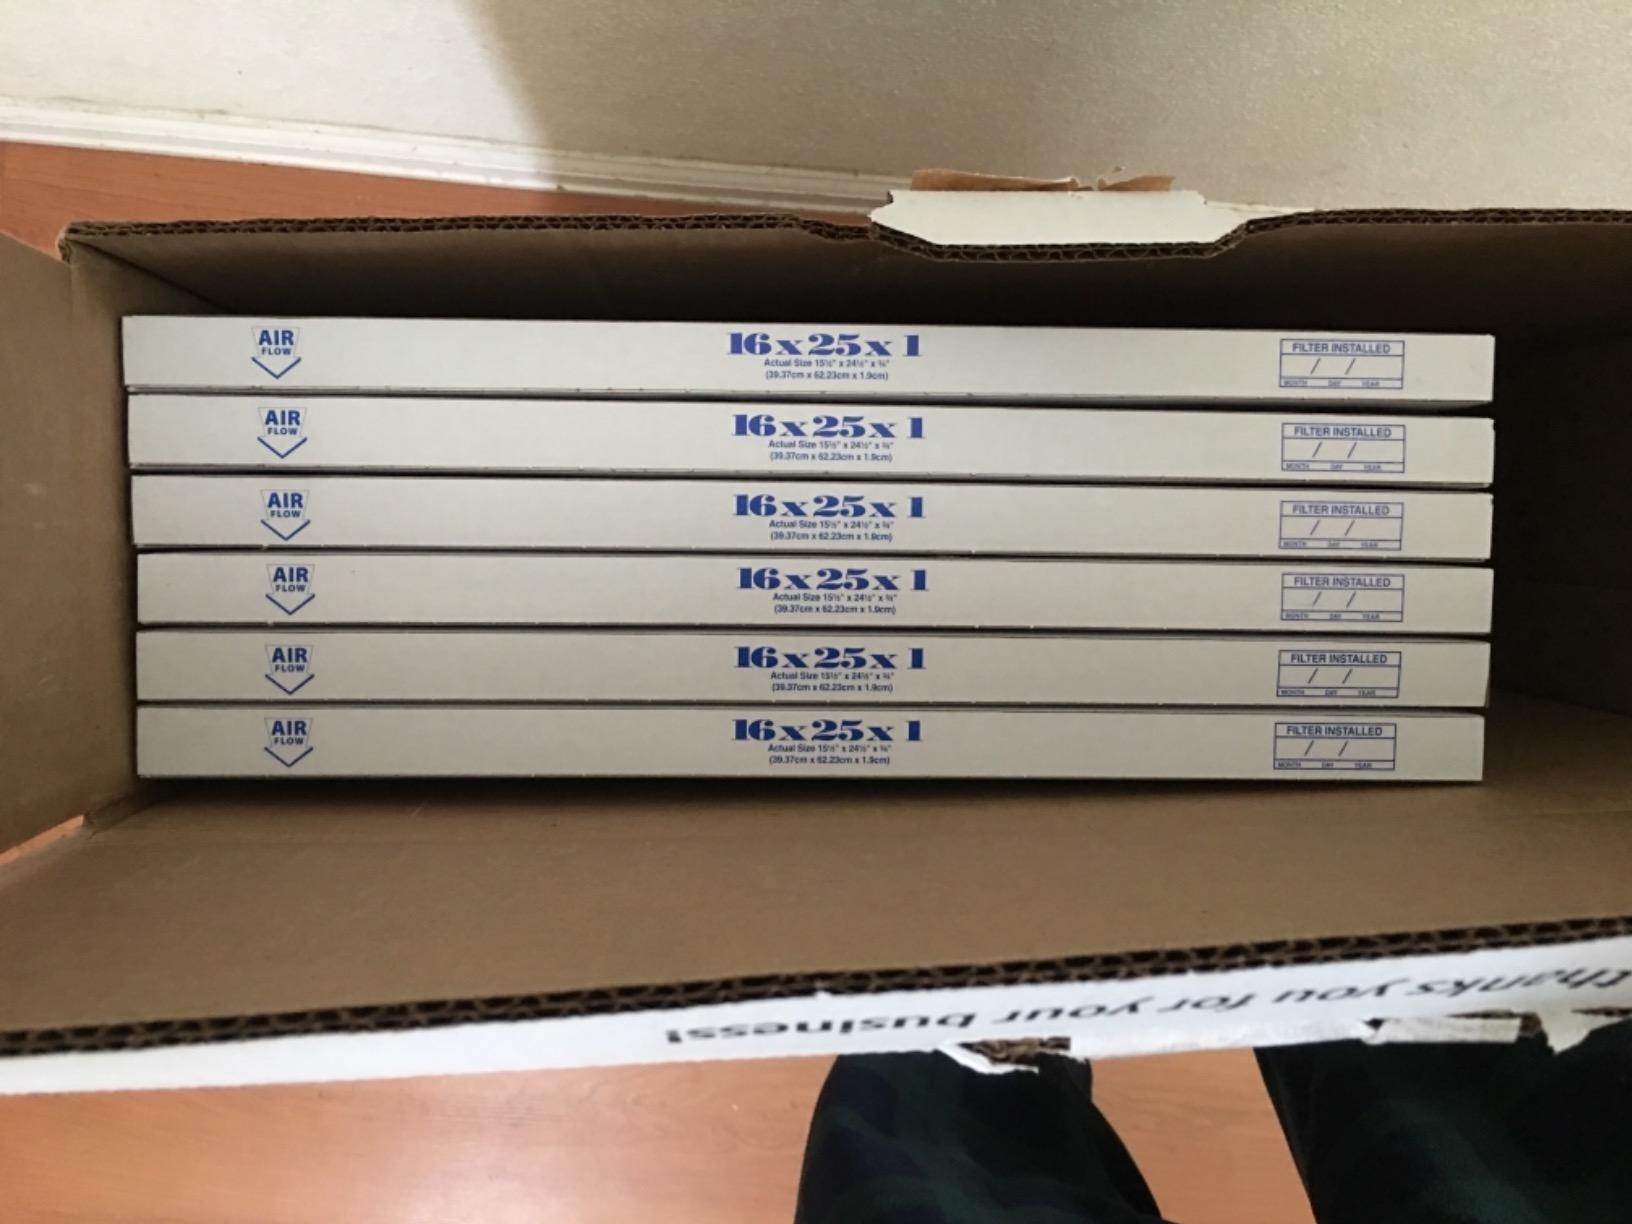 AIR
FLOW
16x25x1
Actual Size 15½" x 24½" x ¾"
(39.37cm x 62.23cm x 1.9cm)
FILTER INSTALLED
/ /
MONTH DAY YEAR
AIR
FLOW
16x25x1
Actual Size 15½" x 24½" x ¾"
(39.37cm x 62.23cm x 1.9cm)
FILTER INSTALLED
/ /
MONTH DAY YEAR
AIR
FLOW
16x25x1
Actual Size 15½" x 24½" x ¾"
(39.37cm x 62.23cm x 1.9cm)
FILTER INSTALLED
/ /
MONTH DAY YEAR
AIR
FLOW
16x25x1
Actual Size 15½" x 24½" x ¾"
(39.37cm x 62.23cm x 1.9cm)
FILTER INSTALLED
/ /
MONTH DAY YEAR
AIR
FLOW
16x25x1
Actual Size 15½" x 24½" x ¾"
(39.37cm x 62.23cm x 1.9cm)
FILTER INSTALLED
/ /
MONTH DAY YEAR
AIR
FLOW
16x25x1
Actual Size 15½" x 24½" x ¾"
(39.37cm x 62.23cm x 1.9cm)
FILTER INSTALLED
/ /
MONTH DAY YEAR
thanks you for your business!